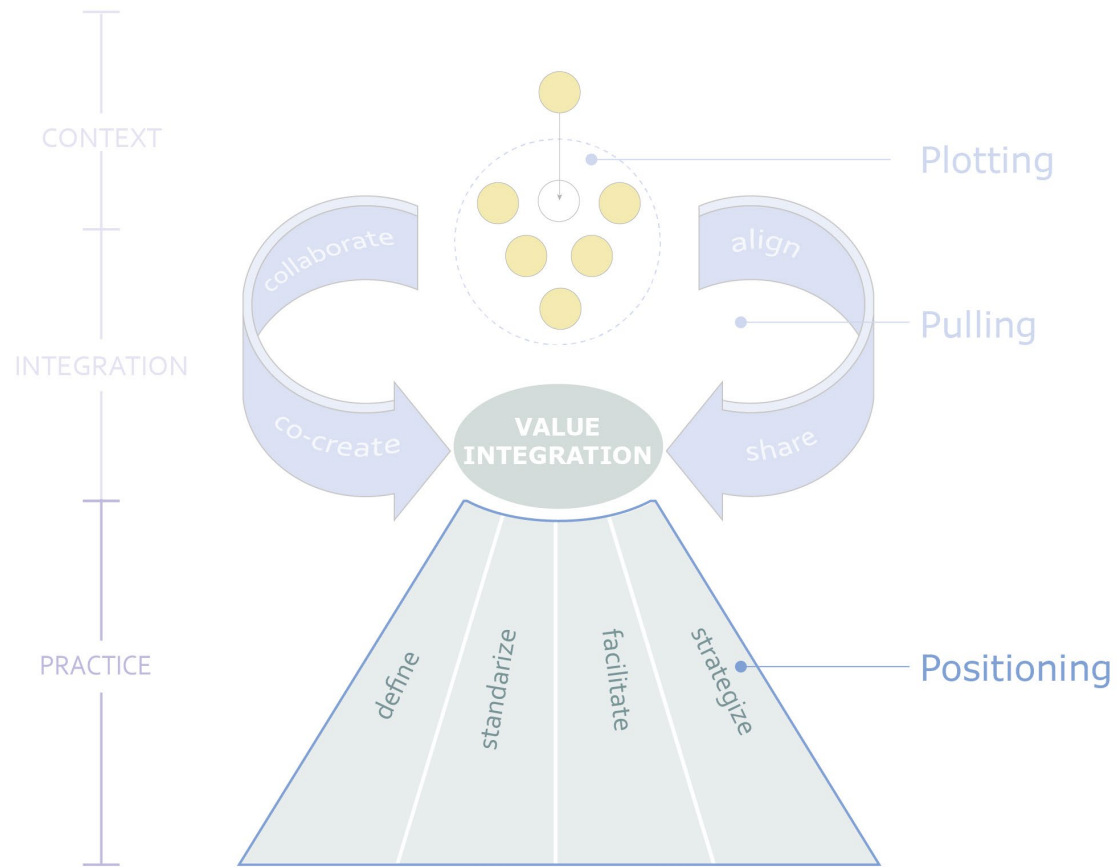 CONTEXT
Plotting
collaborate
align
Pulling
INTEGRATION
co-create
share
VALUE
INTEGRATION
PRACTICE
Positioning
define
standarize
facilitate
strategize